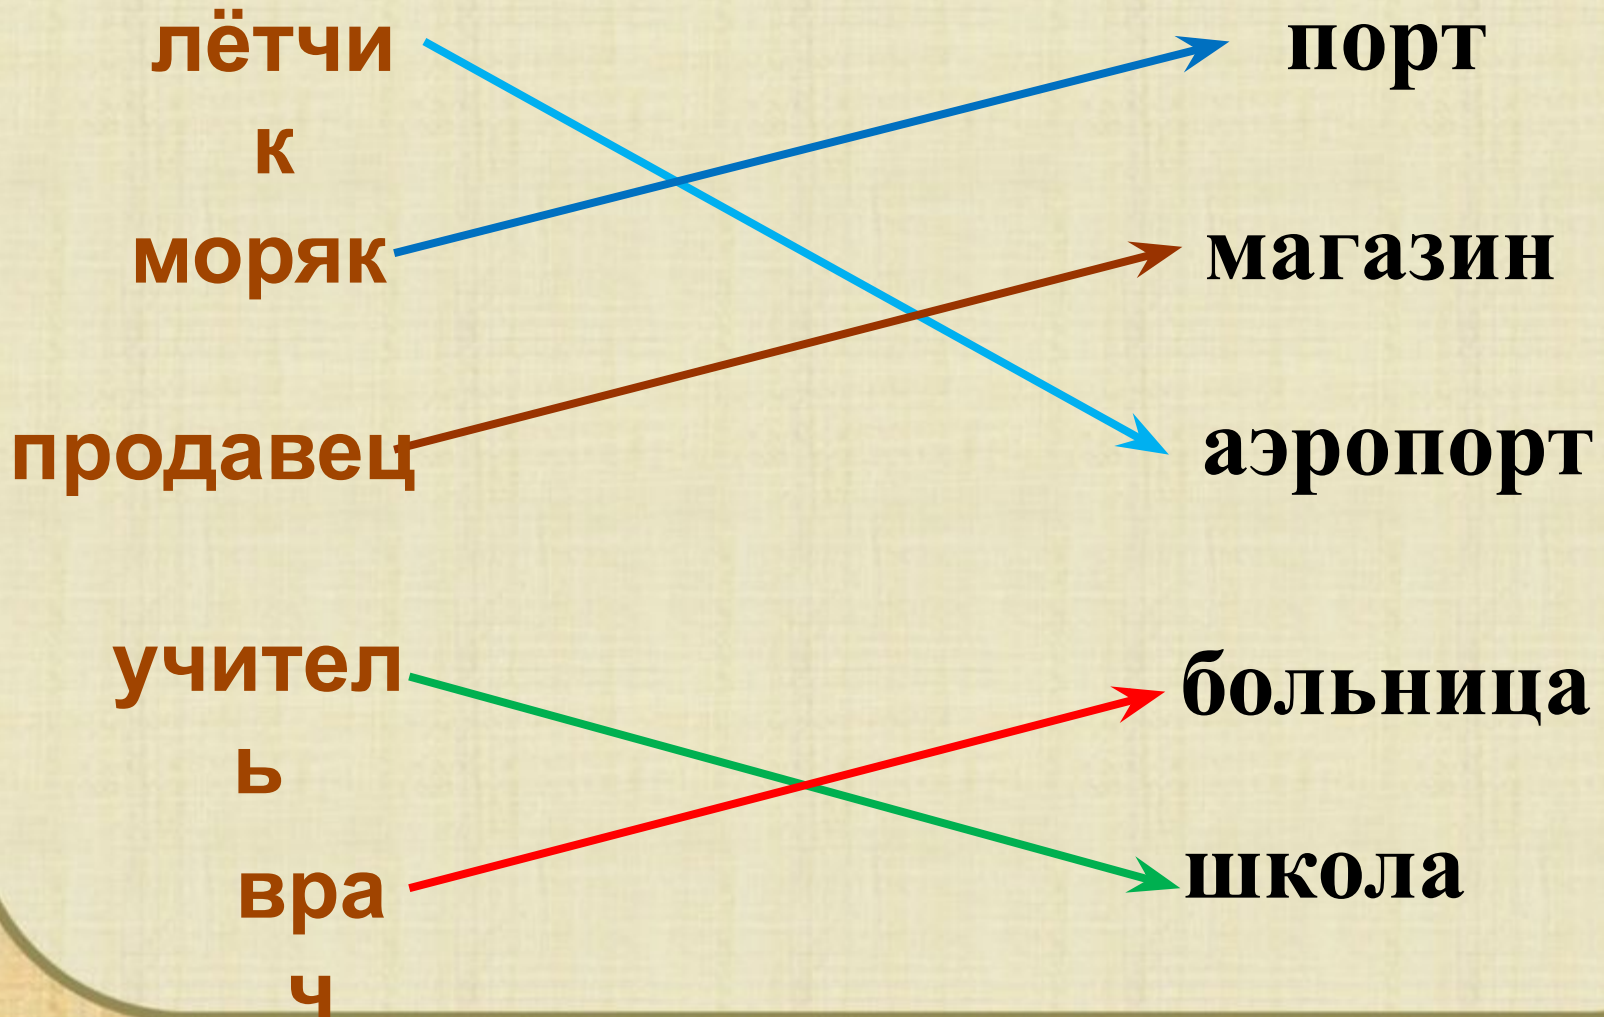 лётчи
к
моряк
продавец
учител
ь
вра
ч
порт
магазин
аэропорт
больница
школа